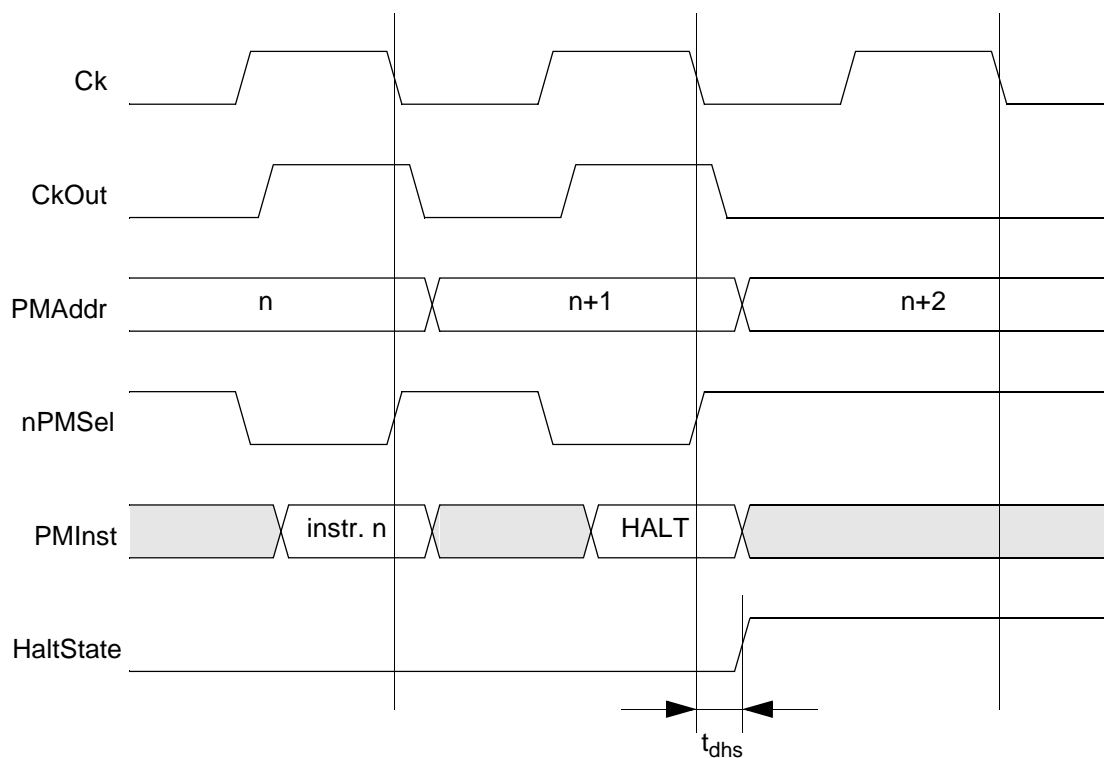 Ck
CkOut
PMAddr
n
n+1
n+2
nPMSel
PMInst
instr. n
HALT
HaltState
tdhs